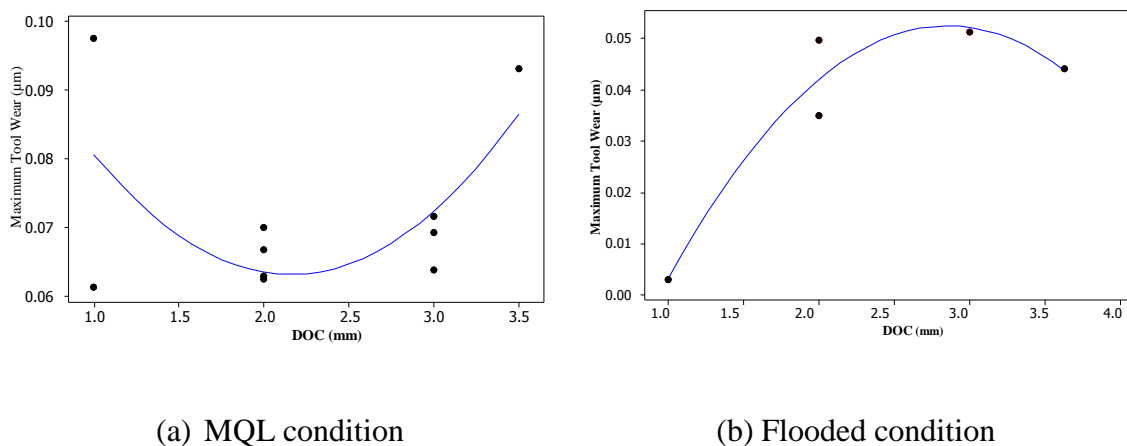 0.10
0.09
0.08
0.07
0.06
Maximum Tool Wear (µm)
1.0 1.5 2.0 2.5 3.0 3.5
DOC (mm)
0.05
0.04
0.03
0.02
0.01
0.00
Maximum Tool Wear (µm)
1.0 1.5 2.0 2.5 3.0 3.5 4.0
DOC (mm)
(a) MQL condition
(b) Flooded condition